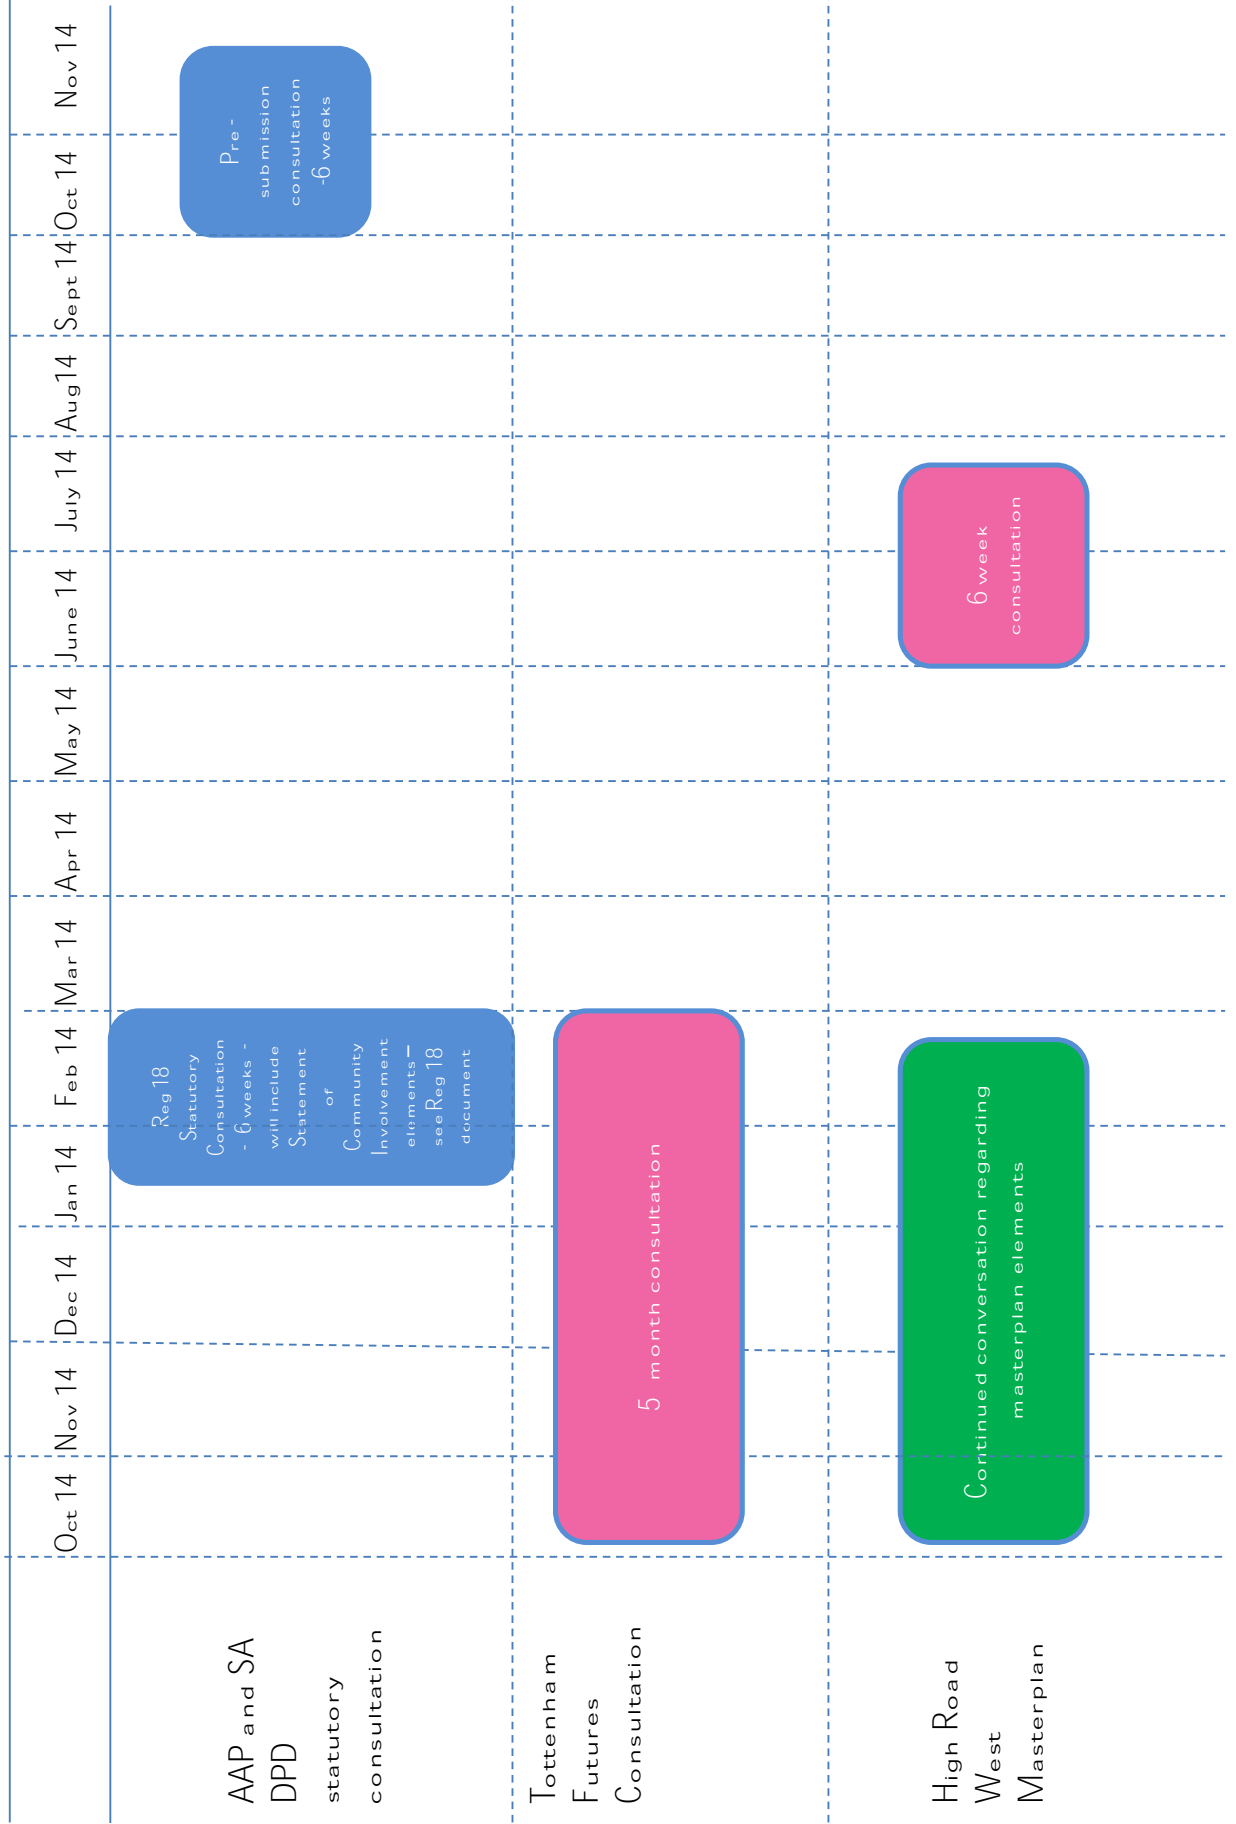 Oct 14
Nov 14
Dec 14
Jan 14
Feb 14
Mar 14
Apr 14
May 14
June 14
July 14
Aug14
Sept 14
Oct 14
Nov 14
AAP and SA
DPD
statutory
consultation
Reg 18
Statutory
Consultation
- 6 weeks -
will include
Statement
of
Community
Involvement
elements –
see Reg 18
document
Pre -
submission
consultation
-6 weeks
Tottenham
Futures
Consultation
5 month consultation
High Road
West
Masterplan
Continued conversation regarding
masterplan elements
6 week
consultation